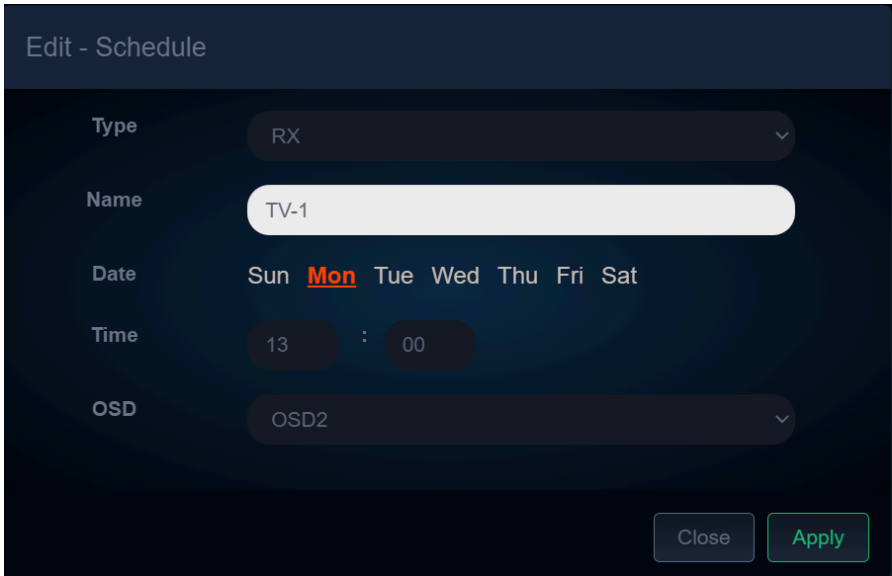 Edit - Schedule
Type RX
Name TV-1
Date Sun Mon Tue Wed Thu Fri Sat
Time 13 : 00
OSD OSD2
Close Apply